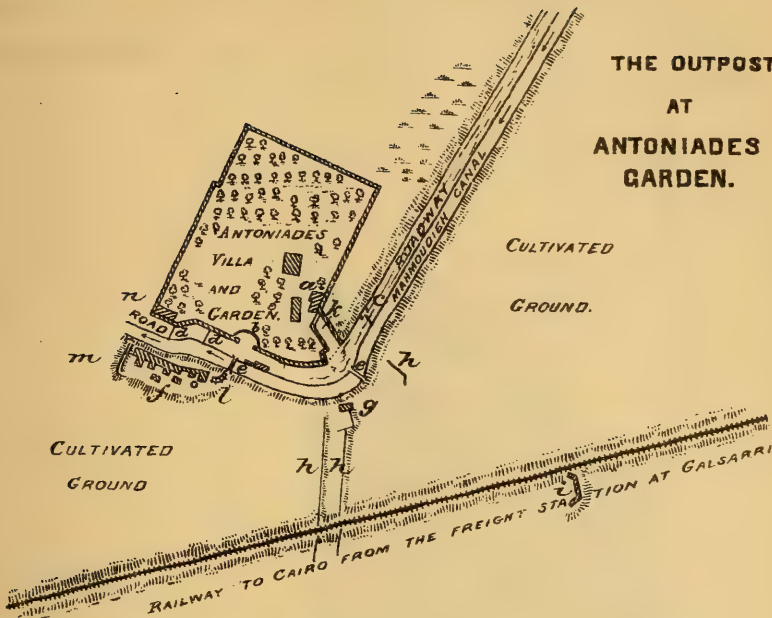 THE OUTPOST
AT
ANTONIADES
GARDEN.
ROADWAY
MAHMOUDIEH CANAL
CULTIVATED
GROUND.
ANTONIADES
VILLA
AND
GARDEN.
a
k
n
ROAD
d
d
b
c
e
e
h
m
f
l
g
CULTIVATED
GROUND
h
h
i
RAILWAY TO CAIRO FROM THE FREIGHT STATION AT GALSARRI